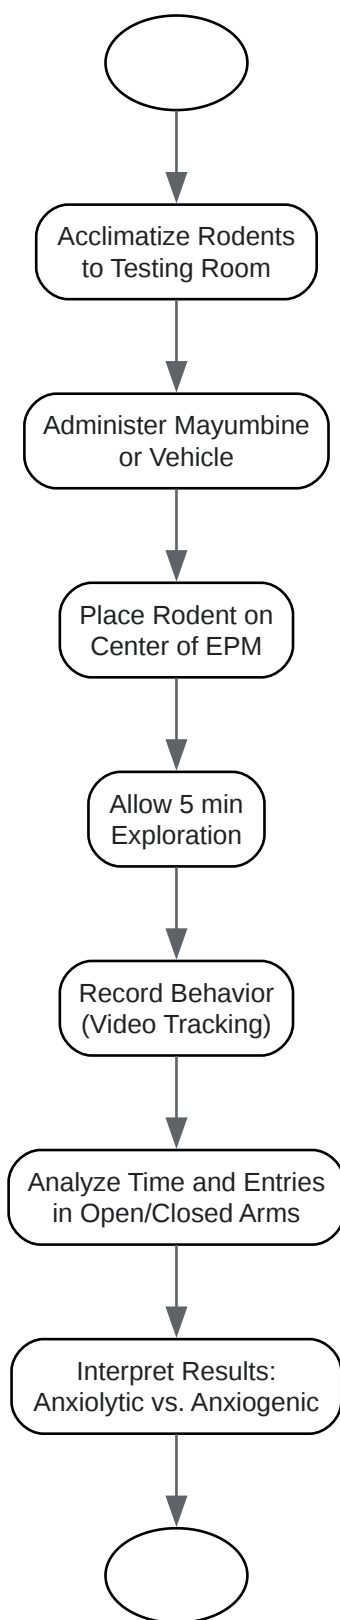 Acclimatize Rodents
to Testing Room
Administer Mayumbine
or Vehicle
Place Rodent on
Center of EPM
Allow 5 min
Exploration
Record Behavior
(Video Tracking)
Analyze Time and Entries
in Open/Closed Arms
Interpret Results:
Anxiolytic vs. Anxiogenic